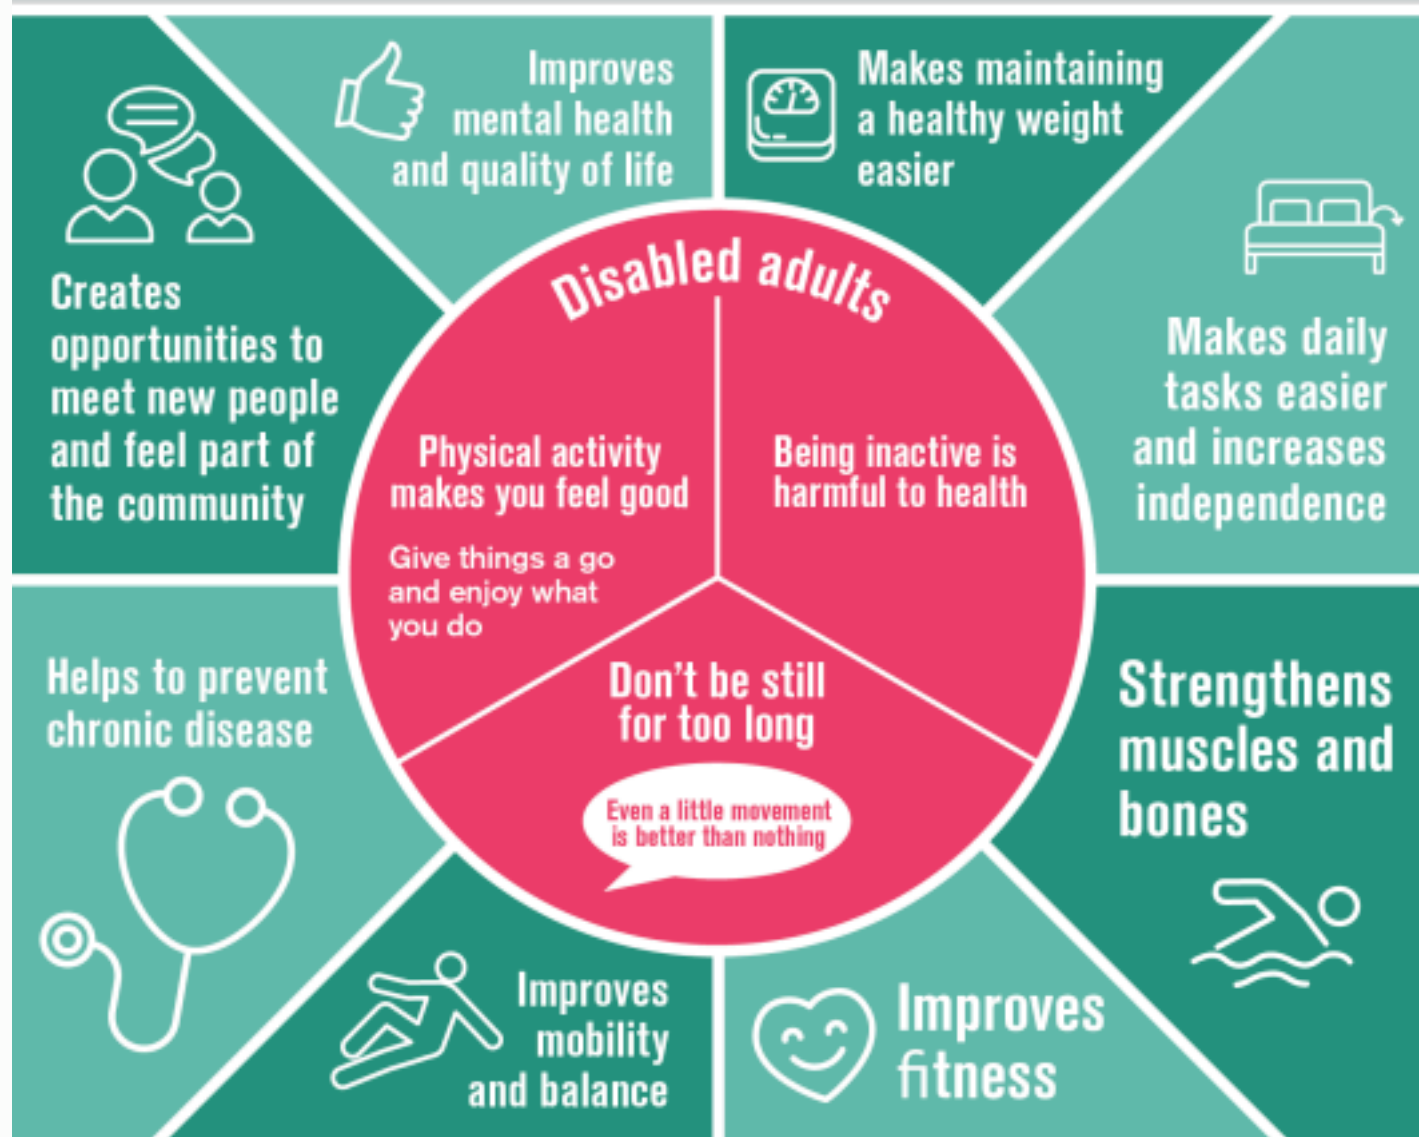 Improves
mental health
and quality of life
Makes maintaining
a healthy weight
easier
Creates
opportunities to
meet new people
and feel part of
the community
Disabled adults
Makes daily
tasks easier
and increases
independence
Physical activity
makes you feel good
Give things a go
and enjoy what
you do
Being inactive is
harmful to health
Don't be still
for too long
Even a little movement
is better than nothing
Helps to prevent
chronic disease
Strengthens
muscles and
bones
Improves
mobility
and balance
Improves
fitness